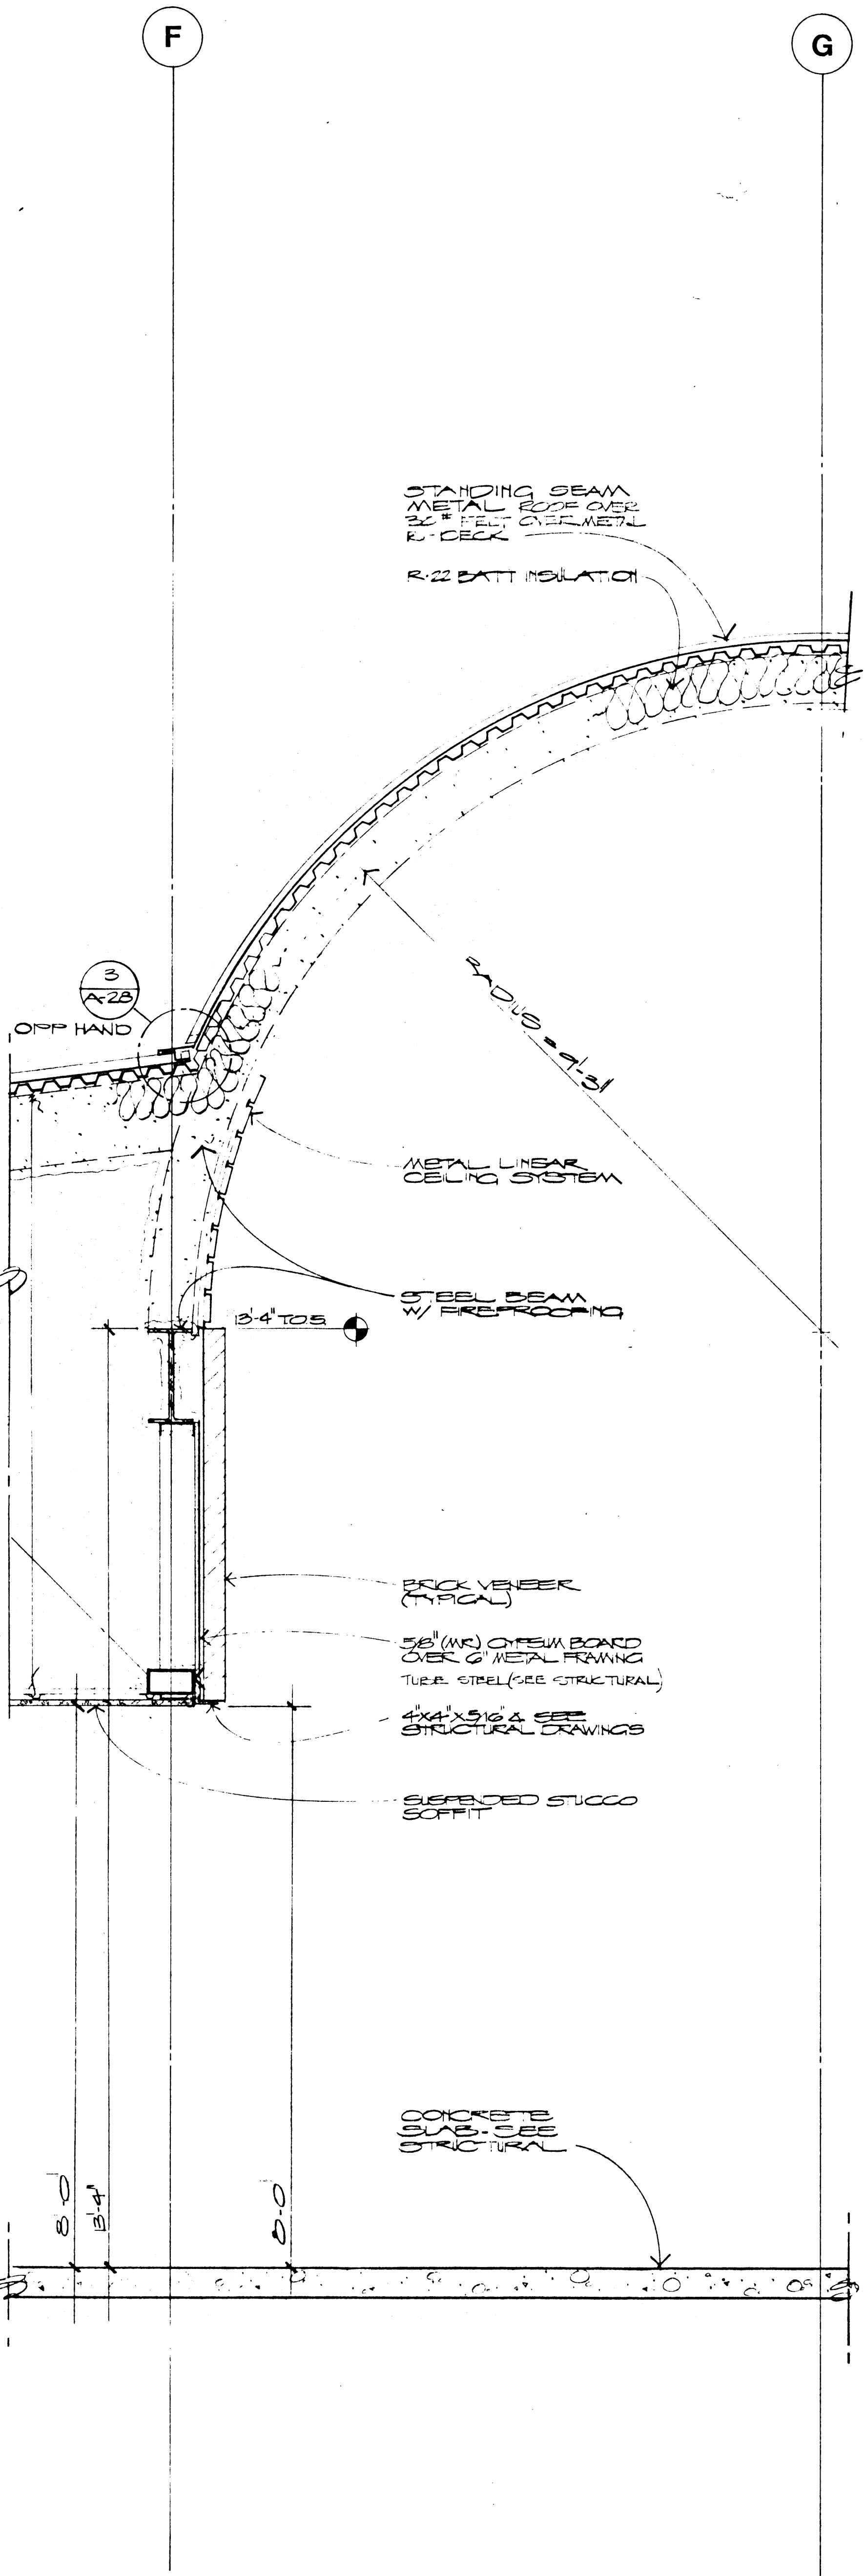 F
G
STANDING SEAM
METAL ROOF OVER
30# FELT OVER METAL
R-DECK
R-22 BATT INSULATION
3
A-28
OPP HAND
RADIUS = 9'-3"
METAL LINEAR
CEILING SYSTEM
STEEL BEAM
W/ FIREPROOFING
13'-4" TOS
BRICK VENEER
(TYPICAL)
5/8" (MR) GYPSUM BOARD
OVER 6" METAL FRAMING
TUBE STEEL (SEE STRUCTURAL)
4"X4"X5/16" ∠ SEE
STRUCTURAL DRAWINGS
SUSPENDED STUCCO
SOFFIT
CONCRETE
SLAB - SEE
STRUCTURAL
8'-0"
13'-4"
8'-0"